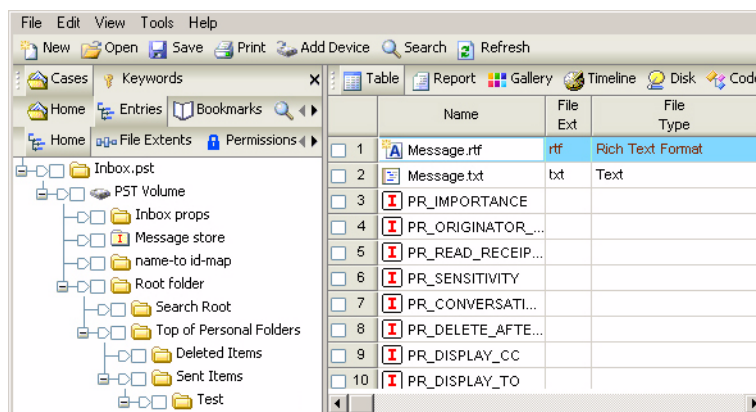 File Edit View Tools Help
New Open Save Print Add Device Search Refresh
Cases Keywords
Table Report Gallery Timeline Disk Code
Home Entries Bookmarks
Home File Extents Permissions
Name File Ext File Type
Inbox.pst
PST Volume
Inbox props
Message store
name-to id-map
Root folder
Search Root
Top of Personal Folders
Deleted Items
Sent Items
Test
1 Message.rtf rtf Rich Text Format
2 Message.txt txt Text
3 PR_IMPORTANCE
4 PR_ORIGINATOR_...
5 PR_READ_RECEIP...
6 PR_SENSITIVITY
7 PR_CONVERSATI...
8 PR_DELETE_AFTE...
9 PR_DISPLAY_CC
10 PR_DISPLAY_TO